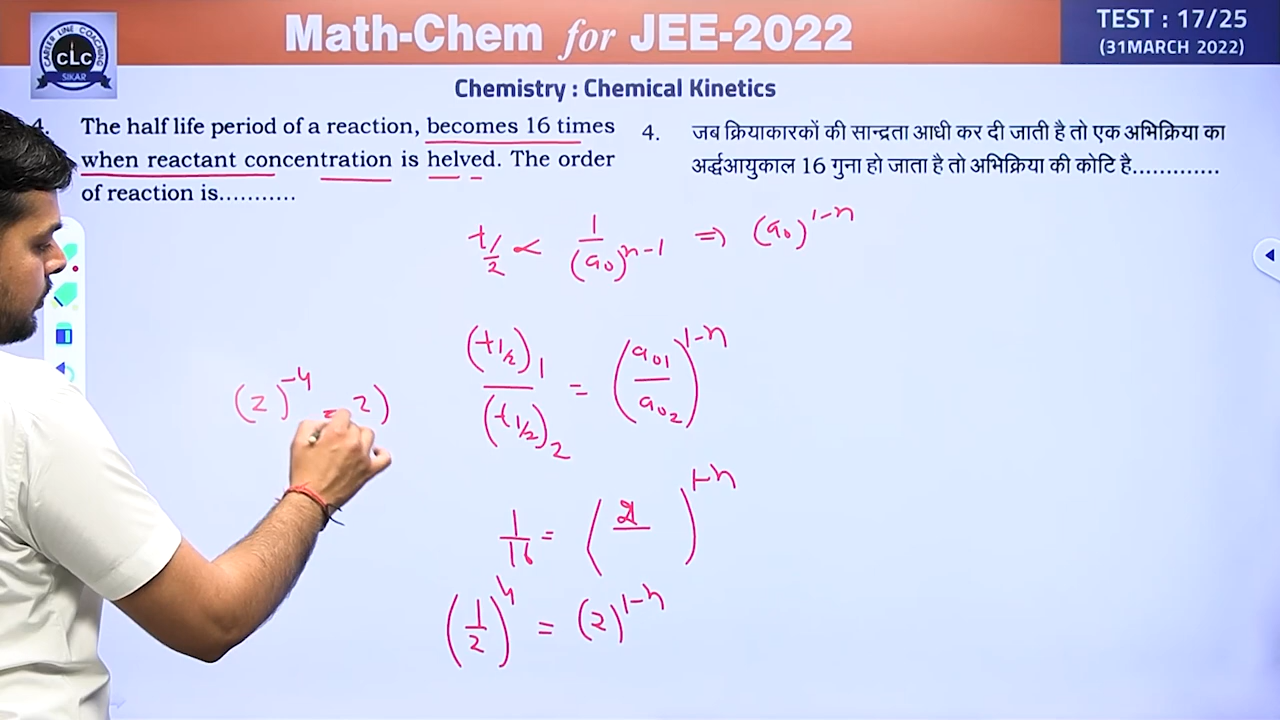 CAREER LINE COACHING
CLC
SIKAR
Math-Chem for JEE-2022
TEST : 17/25
(31MARCH 2022)
Chemistry : Chemical Kinetics
4. The half life period of a reaction, becomes 16 times
when reactant concentration is helved. The order
of reaction is...........
4. जब क्रियाकारकों की सान्द्रता आधी कर दी जाती है तो एक अभिक्रिया का
अर्द्धआयुकाल 16 गुना हो जाता है तो अभिक्रिया की कोटि है.............
t1/2 ∝ 1/(a0)^n-1 ⇒ (a0)^1-n
(t1/2)1/(t1/2)2 = (a01/a02)^1-n
(2)^-4 = 2)
1/16 = (2/ )^1-n
(1/2)^4 = (2)^1-n